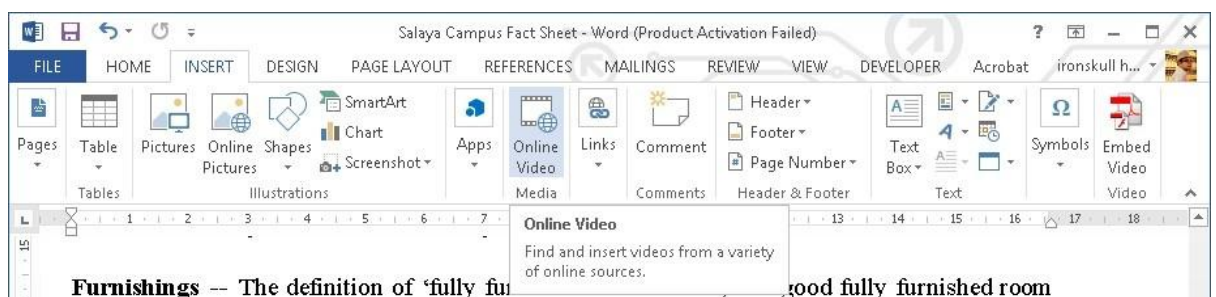 Salaya Campus Fact Sheet - Word (Product Activation Failed) ?
FILE HOME INSERT DESIGN PAGE LAYOUT REFERENCES MAILINGS REVIEW VIEW DEVELOPER Acrobat ironskull h...
Pages
Table
Tables
Pictures
Online Pictures
Shapes
SmartArt
Chart
Screenshot
Illustrations
Apps
Online Video
Media
Links
Comment
Comments
Header
Footer
Page Number
Header & Footer
A
Text Box
Text
Ω
Symbols
Embed Video
Video
L 1 2 3 4 5 6 7 13 14 15 16 17 18
15
Online Video
Find and insert videos from a variety
of online sources.
Furnishings -- The definition of ‘fully fu good fully furnished room